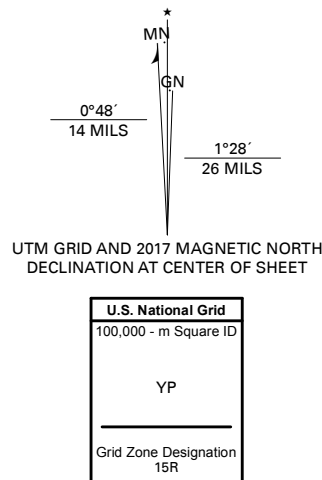 ★
MN
GN
0°48´
14 MILS
1°28´
26 MILS
UTM GRID AND 2017 MAGNETIC NORTH
DECLINATION AT CENTER OF SHEET
U.S. National Grid
100,000 - m Square ID
YP
Grid Zone Designation
15R